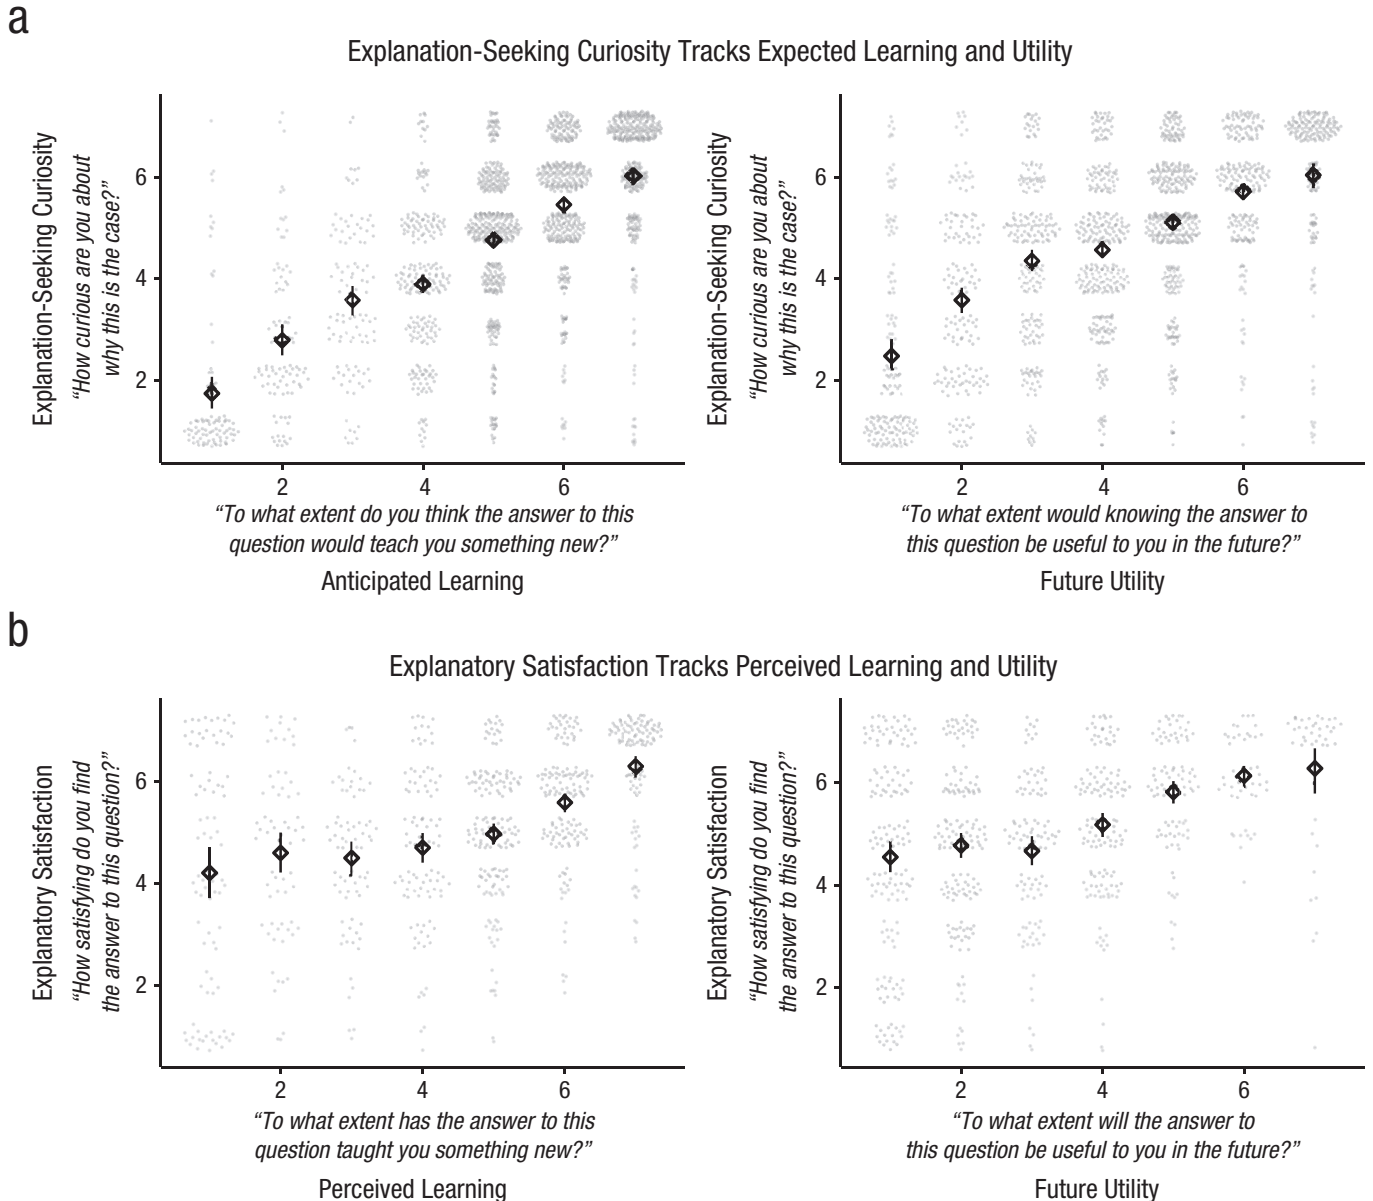 a
Explanation-Seeking Curiosity Tracks Expected Learning and Utility
Explanation-Seeking Curiosity
“How curious are you about
why this is the case?”
6
4
2
2 4 6
“To what extent do you think the answer to this
question would teach you something new?”
Anticipated Learning
Explanation-Seeking Curiosity
“How curious are you about
why this is the case?”
6
4
2
2 4 6
“To what extent would knowing the answer to
this question be useful to you in the future?”
Future Utility
b
Explanatory Satisfaction Tracks Perceived Learning and Utility
Explanatory Satisfaction
“How satisfying do you find
the answer to this question?”
6
4
2
2 4 6
“To what extent has the answer to this
question taught you something new?”
Perceived Learning
Explanatory Satisfaction
“How satisfying do you find
the answer to this question?”
6
4
2
2 4 6
“To what extent will the answer to
this question be useful to you in the future?”
Future Utility